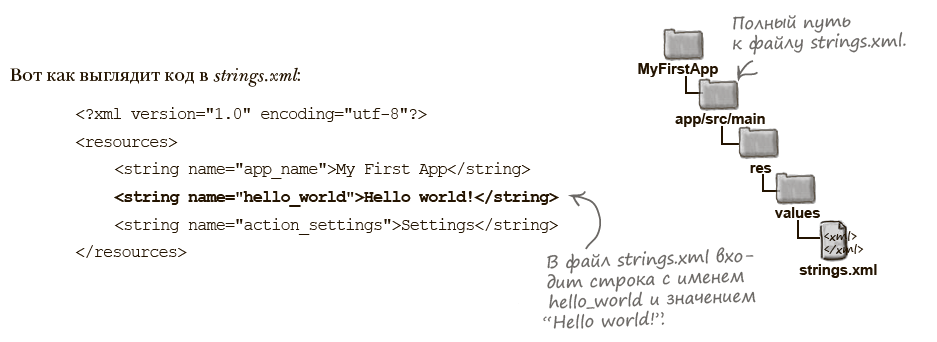 Полный путь
к файлу strings.xml.
MyFirstApp
Вот как выглядит код в strings.xml:
<?xml version="1.0" encoding="utf-8"?>
app/src/main
<resources>
<string name="app_name">My First App</string>
res
<string name="hello_world">Hello world!</string>
<string name="action_settings">Settings</string>
values
</resources>
<xml>
</xml>
strings.xml
В файл strings.xml вхо-
дит строка с именем
hello_world и значением
“Hello world!”.